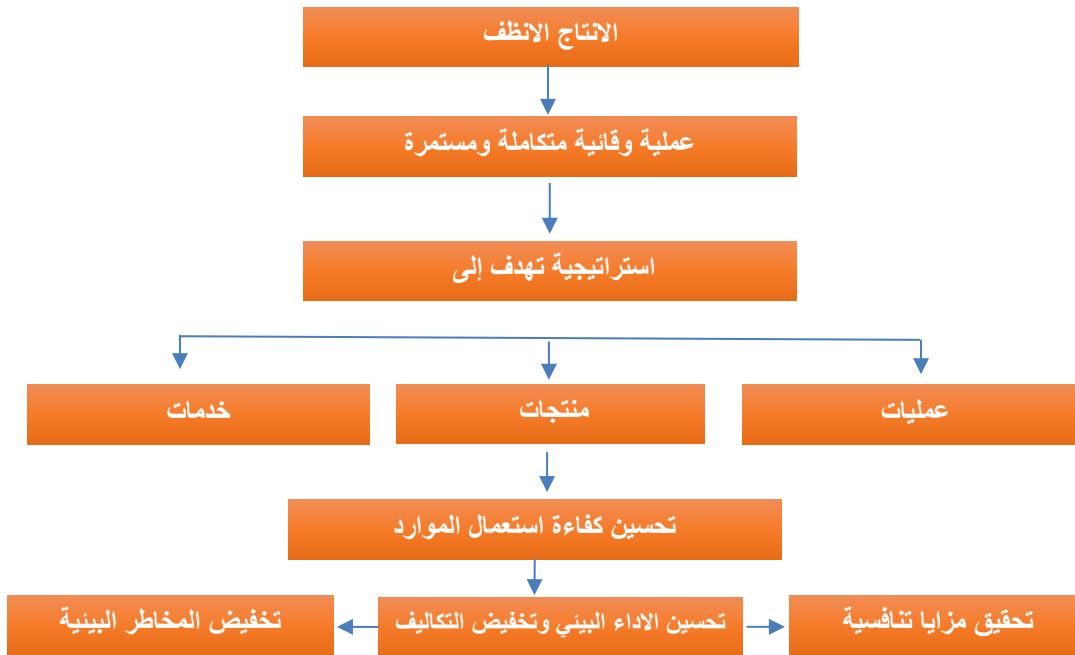 الانتاج الانظف
عملية وقائية متكاملة ومستمرة
استراتيجية تهدف إلى
عمليات
منتجات
خدمات
تحسين كفاءة استعمال الموارد
تحقيق مزايا تنافسية
تحسين الاداء البيئي وتخفيض التكاليف
تخفيض المخاطر البيئية